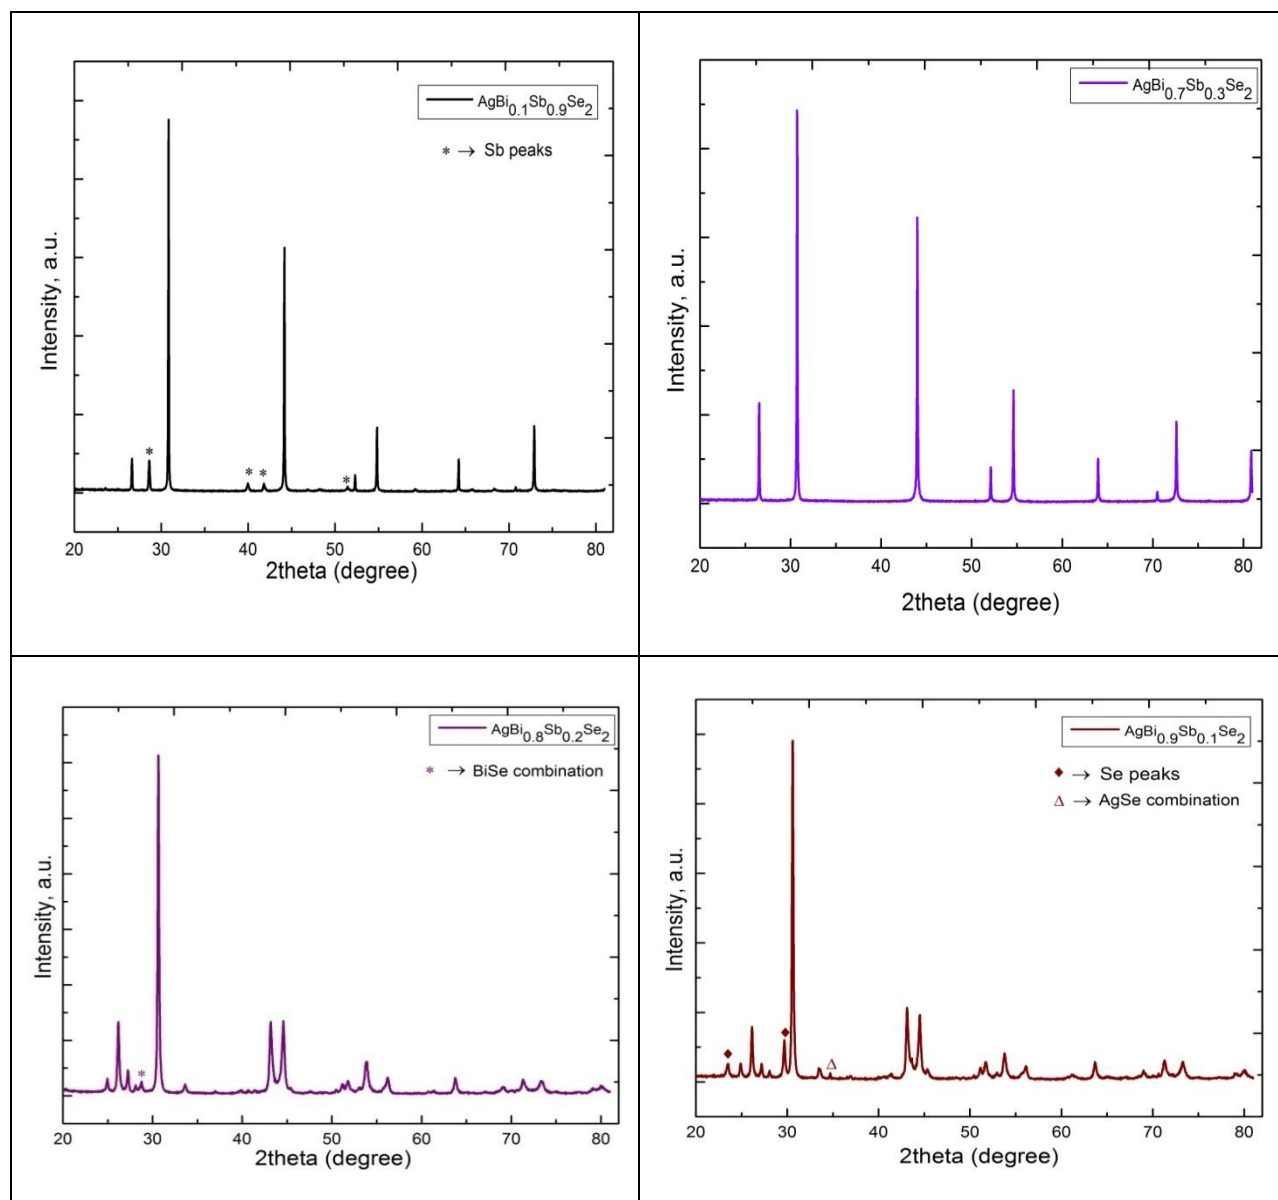 AgBi0.1Sb0.9Se2
* → Sb peaks
Intensity, a.u.
20 30 40 50 60 70 80
2theta (degree)
AgBi0.7Sb0.3Se2
Intensity, a.u.
20 30 40 50 60 70 80
2theta (degree)
AgBi0.8Sb0.2Se2
* → BiSe combination
Intensity, a.u.
20 30 40 50 60 70 80
2theta (degree)
AgBi0.9Sb0.1Se2
◆ → Se peaks
Δ → AgSe combination
Intensity, a.u.
20 30 40 50 60 70 80
2theta (degree)